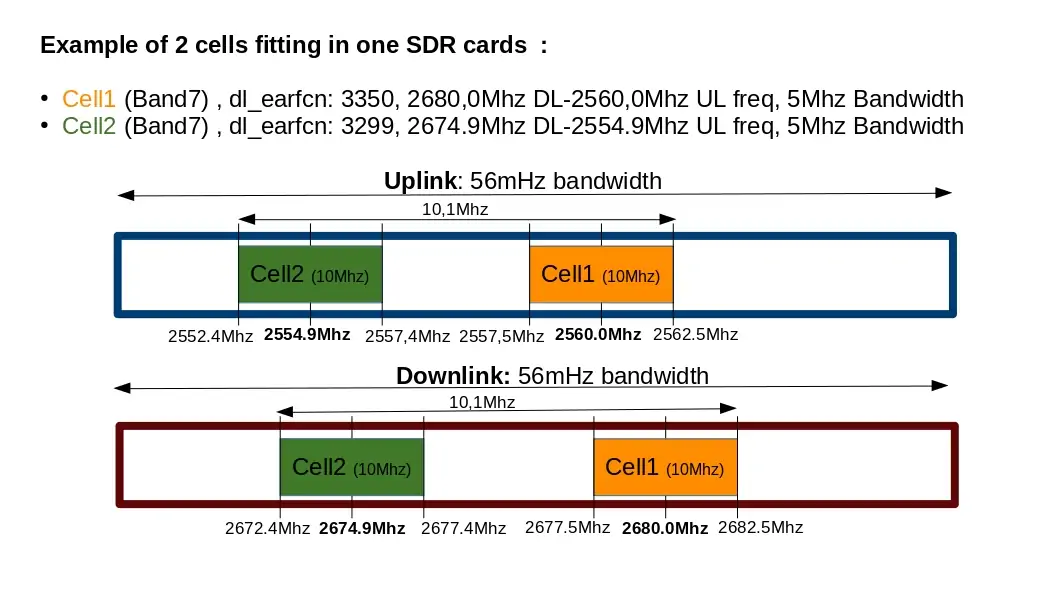 Example of 2 cells fitting in one SDR cards  :
• Cell1 (Band7) , dl_earfcn: 3350, 2680,0Mhz DL-2560,0Mhz UL freq, 5Mhz Bandwidth
• Cell2 (Band7) , dl_earfcn: 3299, 2674.9Mhz DL-2554.9Mhz UL freq, 5Mhz Bandwidth
Uplink: 56mHz bandwidth
10,1Mhz
Cell2 (10Mhz) Cell1 (10Mhz)
2552.4Mhz 2554.9Mhz 2557,4Mhz 2557,5Mhz 2560.0Mhz 2562.5Mhz
Downlink: 56mHz bandwidth
10,1Mhz
Cell2 (10Mhz) Cell1 (10Mhz)
2672.4Mhz 2674.9Mhz 2677.4Mhz 2677.5Mhz 2680.0Mhz 2682.5Mhz